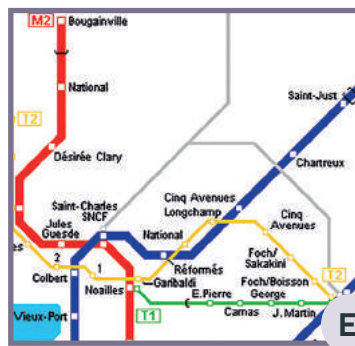 M2
Bougainville
National
T2
Désirée Clary
Saint-Just
Chartreux
Saint-Charles
SNCF
Cinq Avenues
Longchamp
National
Cinq
Avenues
Jules
Guesde
es
2
Colbert
1
Réformés
Garibaldi
Noailles
Foch/
Sakakini
Foch/Boisson
George
T2
Vieux-Port
T1
E.Pierre
Camas
J. Martin
E